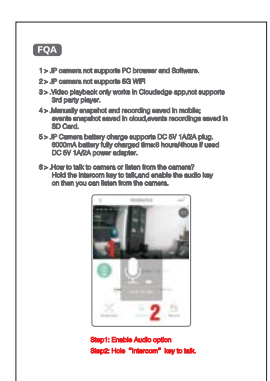 FQA
1>.IP camera not supports PC browser and Software.
2>.IP camera not supports 5G WIFI
3>.Video playback only works in Cloudedge app,not supports
3rd party player.
4>.Manually snapshot and recording saved in mobile;
events snapshot saved in cloud,events recordings saved in
SD Card.
5>.IP Camera battery charge supports DC 5V 1A/2A plug.
6000mA battery fully charged time:8 hours/4hous if used
DC 5V 1A/2A power adapter.
6>.How to talk to camera or listen from the camera?
Hold the intercom key to talk,and enable the audio key
on then you can listen from the camera.
1
2
Step1: Enable Audio option
Step2: Hole “Intercom” key to talk.